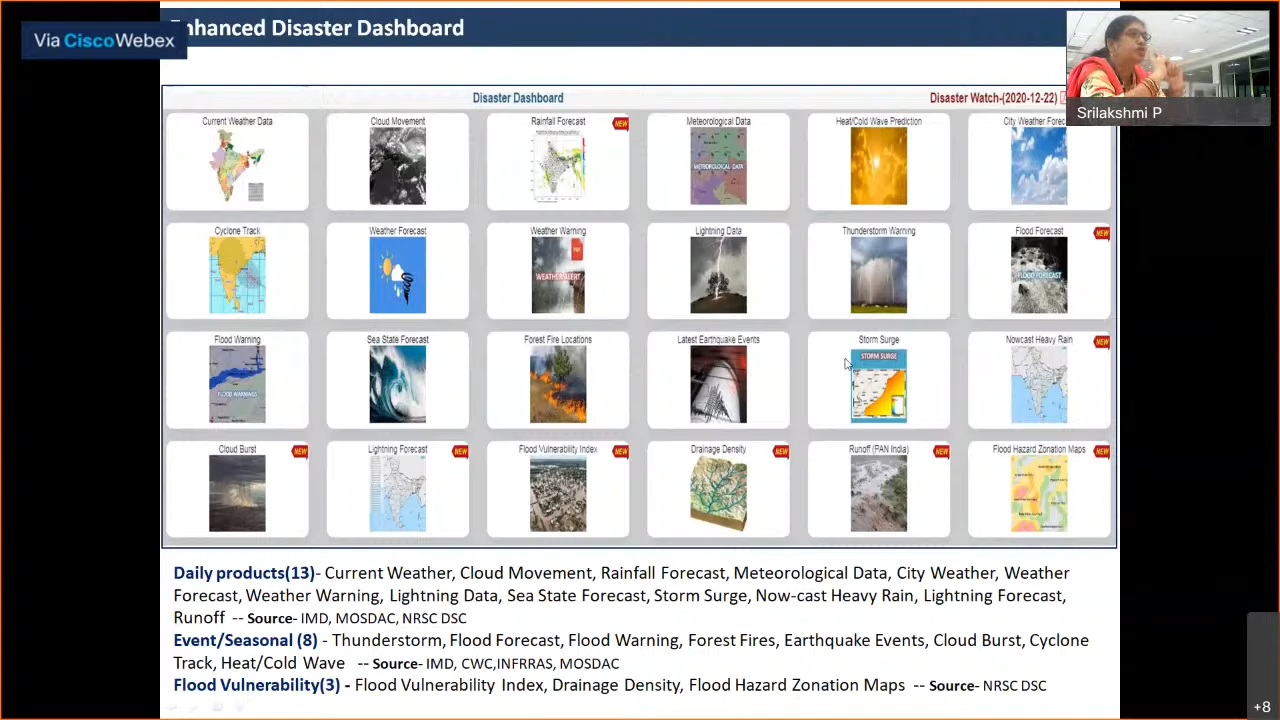 Enhanced Disaster Dashboard
Via Cisco Webex
Srilakshmi P
Disaster Dashboard
Disaster Watch-(2020-12-22)
Current Weather Data
Cloud Movement
Rainfall Forecast
NEW
Meteorological Data
METEOROLOGICAL DATA
Heat/Cold Wave Prediction
City Weather Forec
Cyclone Track
Weather Forecast
Weather Warning
WEATHER ALERT
Lightning Data
Thunderstorm Warning
Flood Forecast
NEW
FLOOD FORECAST
Flood Warning
FLOOD WARNINGS
Sea State Forecast
Forest Fire Locations
Latest Earthquake Events
Storm Surge
STORM SURGE
Nowcast Heavy Rain
NEW
Cloud Burst
NEW
Lightning Forecast
NEW
Flood Vulnerability Index
NEW
Drainage Density
NEW
Runoff (PAN India)
NEW
Flood Hazard Zonation Maps
NEW
Daily products(13)- Current Weather, Cloud Movement, Rainfall Forecast, Meteorological Data, City Weather, Weather
Forecast, Weather Warning, Lightning Data, Sea State Forecast, Storm Surge, Now-cast Heavy Rain, Lightning Forecast,
Runoff -- Source- IMD, MOSDAC, NRSC DSC
Event/Seasonal (8) - Thunderstorm, Flood Forecast, Flood Warning, Forest Fires, Earthquake Events, Cloud Burst, Cyclone
Track, Heat/Cold Wave -- Source- IMD, CWC,INFRRAS, MOSDAC
Flood Vulnerability(3) - Flood Vulnerability Index, Drainage Density, Flood Hazard Zonation Maps -- Source- NRSC DSC
+8